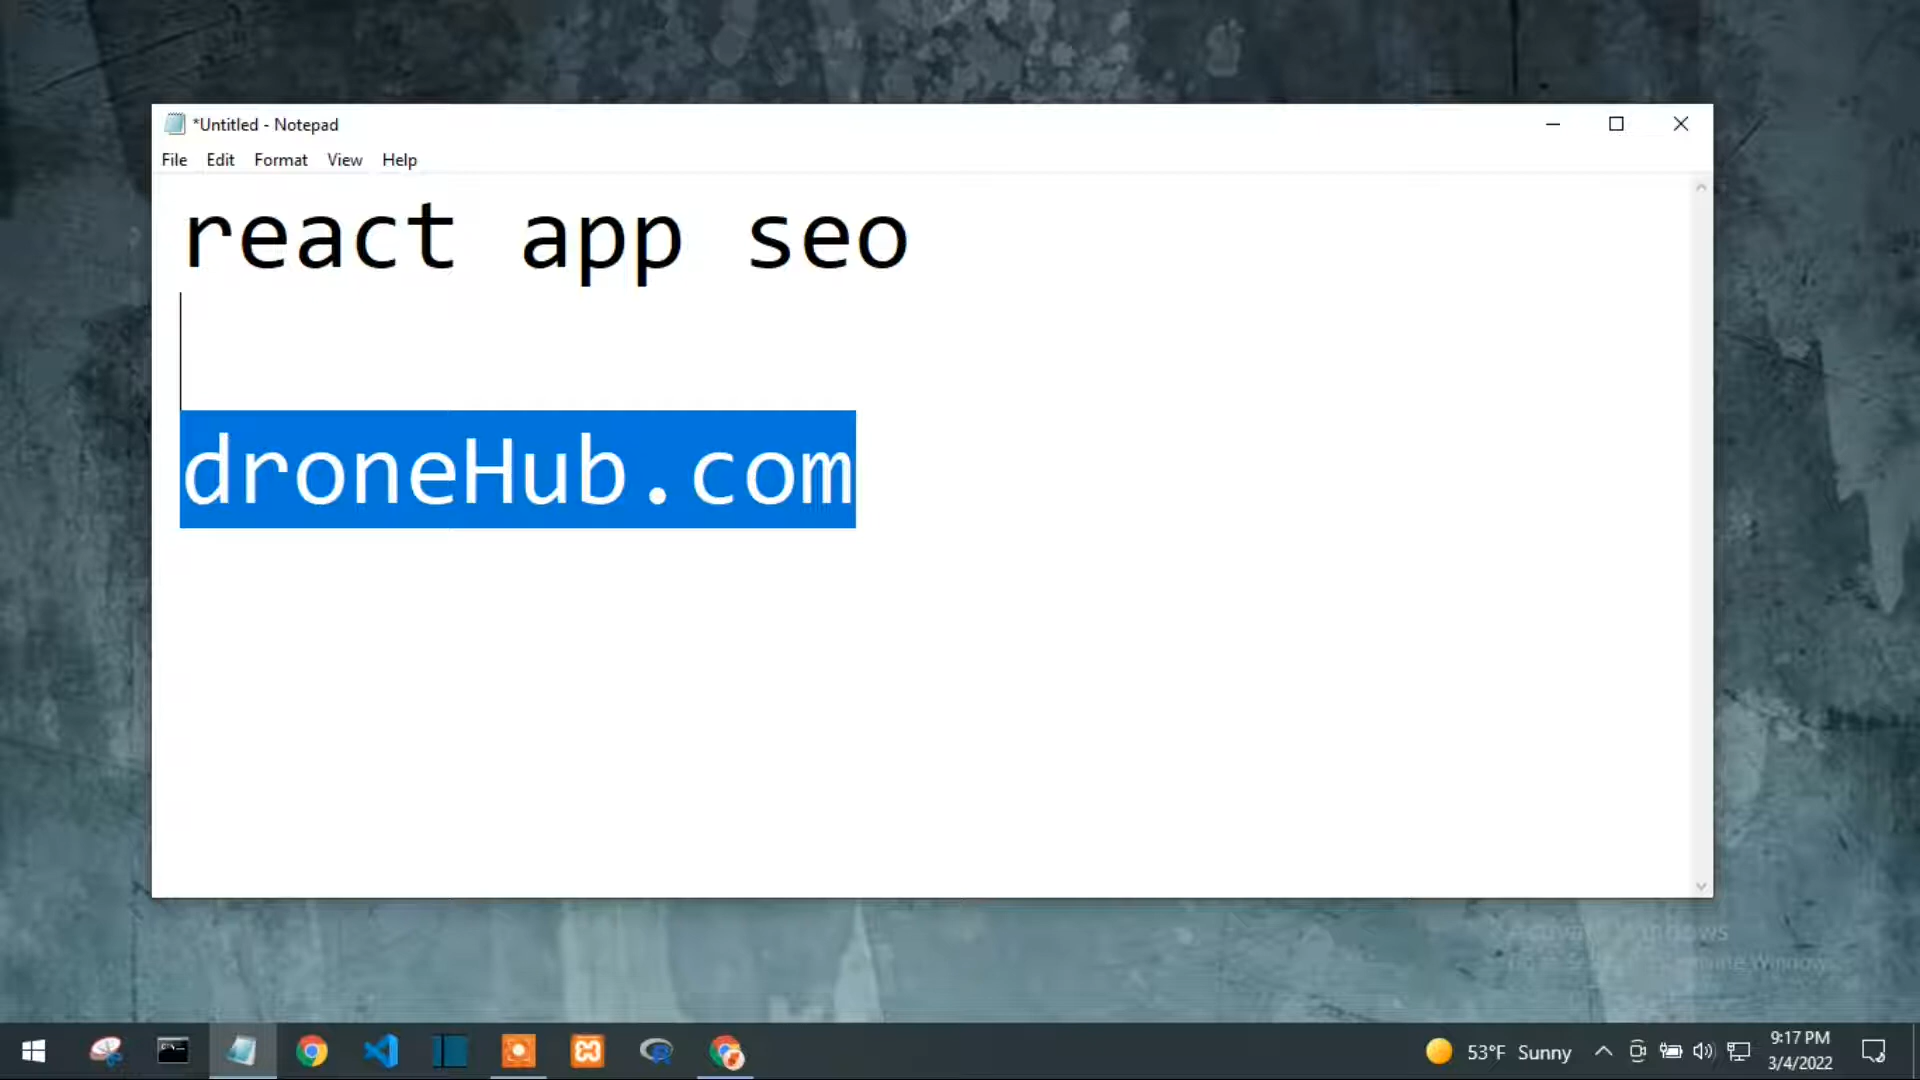 *Untitled - Notepad
File Edit Format View Help
react app seo
droneHub.com
53°F Sunny
9:17 PM
3/4/2022